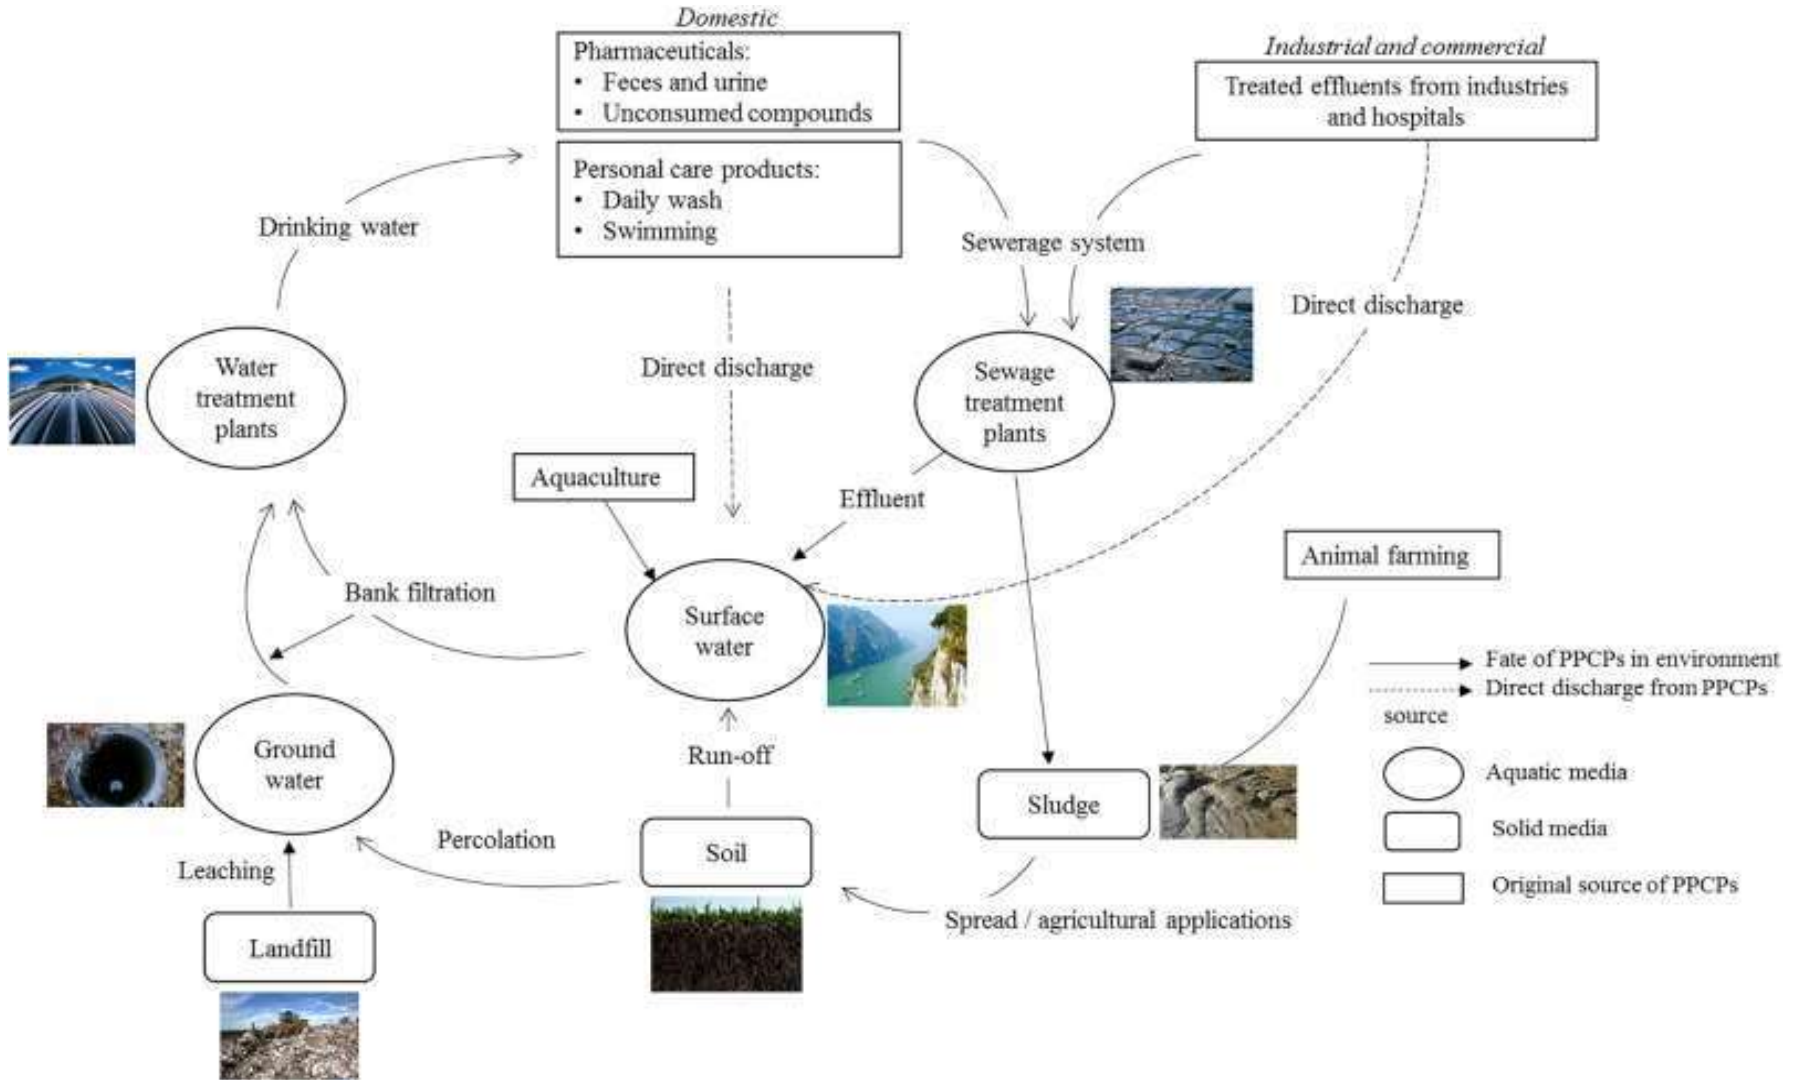 Domestic
Pharmaceuticals:
• Feces and urine
• Unconsumed compounds
Personal care products:
• Daily wash
• Swimming
Industrial and commercial
Treated effluents from industries
and hospitals
Drinking water
Sewerage system
Direct discharge
Direct discharge
Water
treatment
plants
Sewage
treatment
plants
Aquaculture
Effluent
Animal farming
Bank filtration
Surface
water
Ground
water
Run-off
Sludge
Percolation
Soil
Leaching
Spread / agricultural applications
Landfill
Fate of PPCPs in environment
Direct discharge from PPCPs
source
Aquatic media
Solid media
Original source of PPCPs